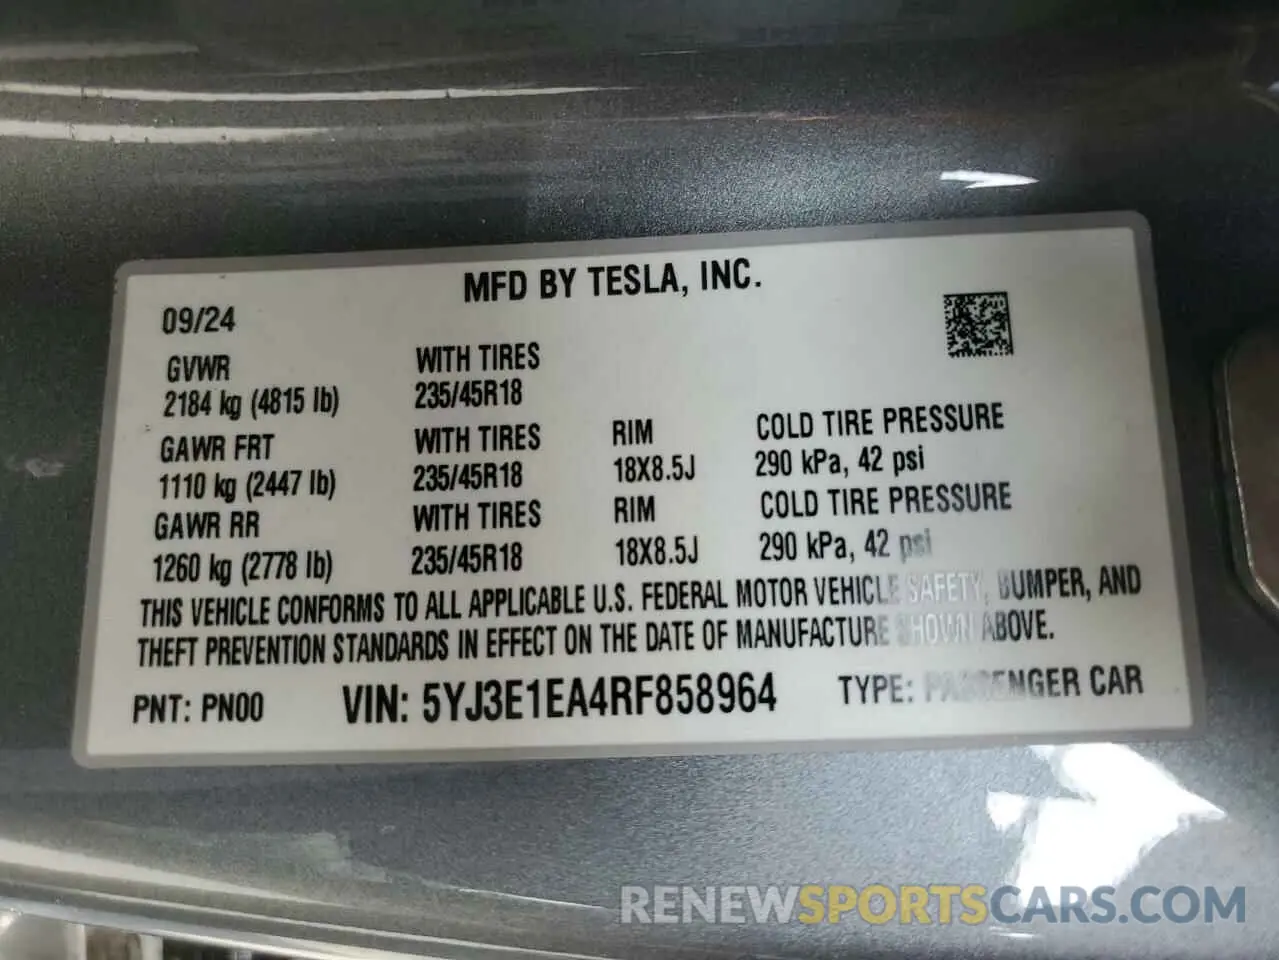 MFD BY TESLA, INC.
09/24
GVWR WITH TIRES
2184 kg (4815 lb) 235/45R18
GAWR FRT WITH TIRES RIM COLD TIRE PRESSURE
1110 kg (2447 lb) 235/45R18 18X8.5J 290 kPa, 42 psi
GAWR RR WITH TIRES RIM COLD TIRE PRESSURE
1260 kg (2778 lb) 235/45R18 18X8.5J 290 kPa, 42 psi
THIS VEHICLE CONFORMS TO ALL APPLICABLE U.S. FEDERAL MOTOR VEHICLE SAFETY, BUMPER, AND
THEFT PREVENTION STANDARDS IN EFFECT ON THE DATE OF MANUFACTURE SHOWN ABOVE.
PNT: PN00 VIN: 5YJ3E1EA4RF858964 TYPE: PASSENGER CAR
RENEWSPORTSCARS.COM